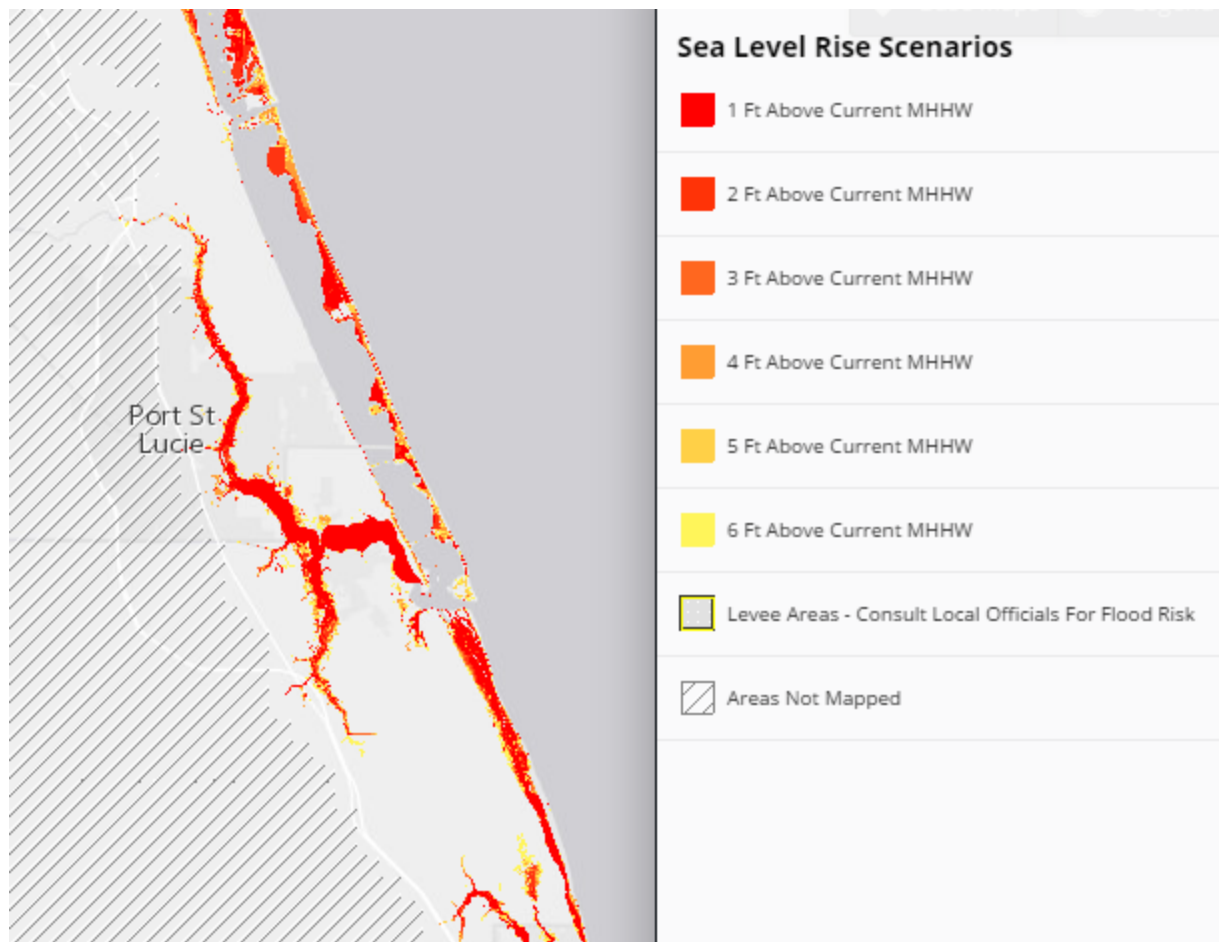 Port St
Lucie
Sea Level Rise Scenarios
1 Ft Above Current MHHW
2 Ft Above Current MHHW
3 Ft Above Current MHHW
4 Ft Above Current MHHW
5 Ft Above Current MHHW
6 Ft Above Current MHHW
Levee Areas - Consult Local Officials For Flood Risk
Areas Not Mapped